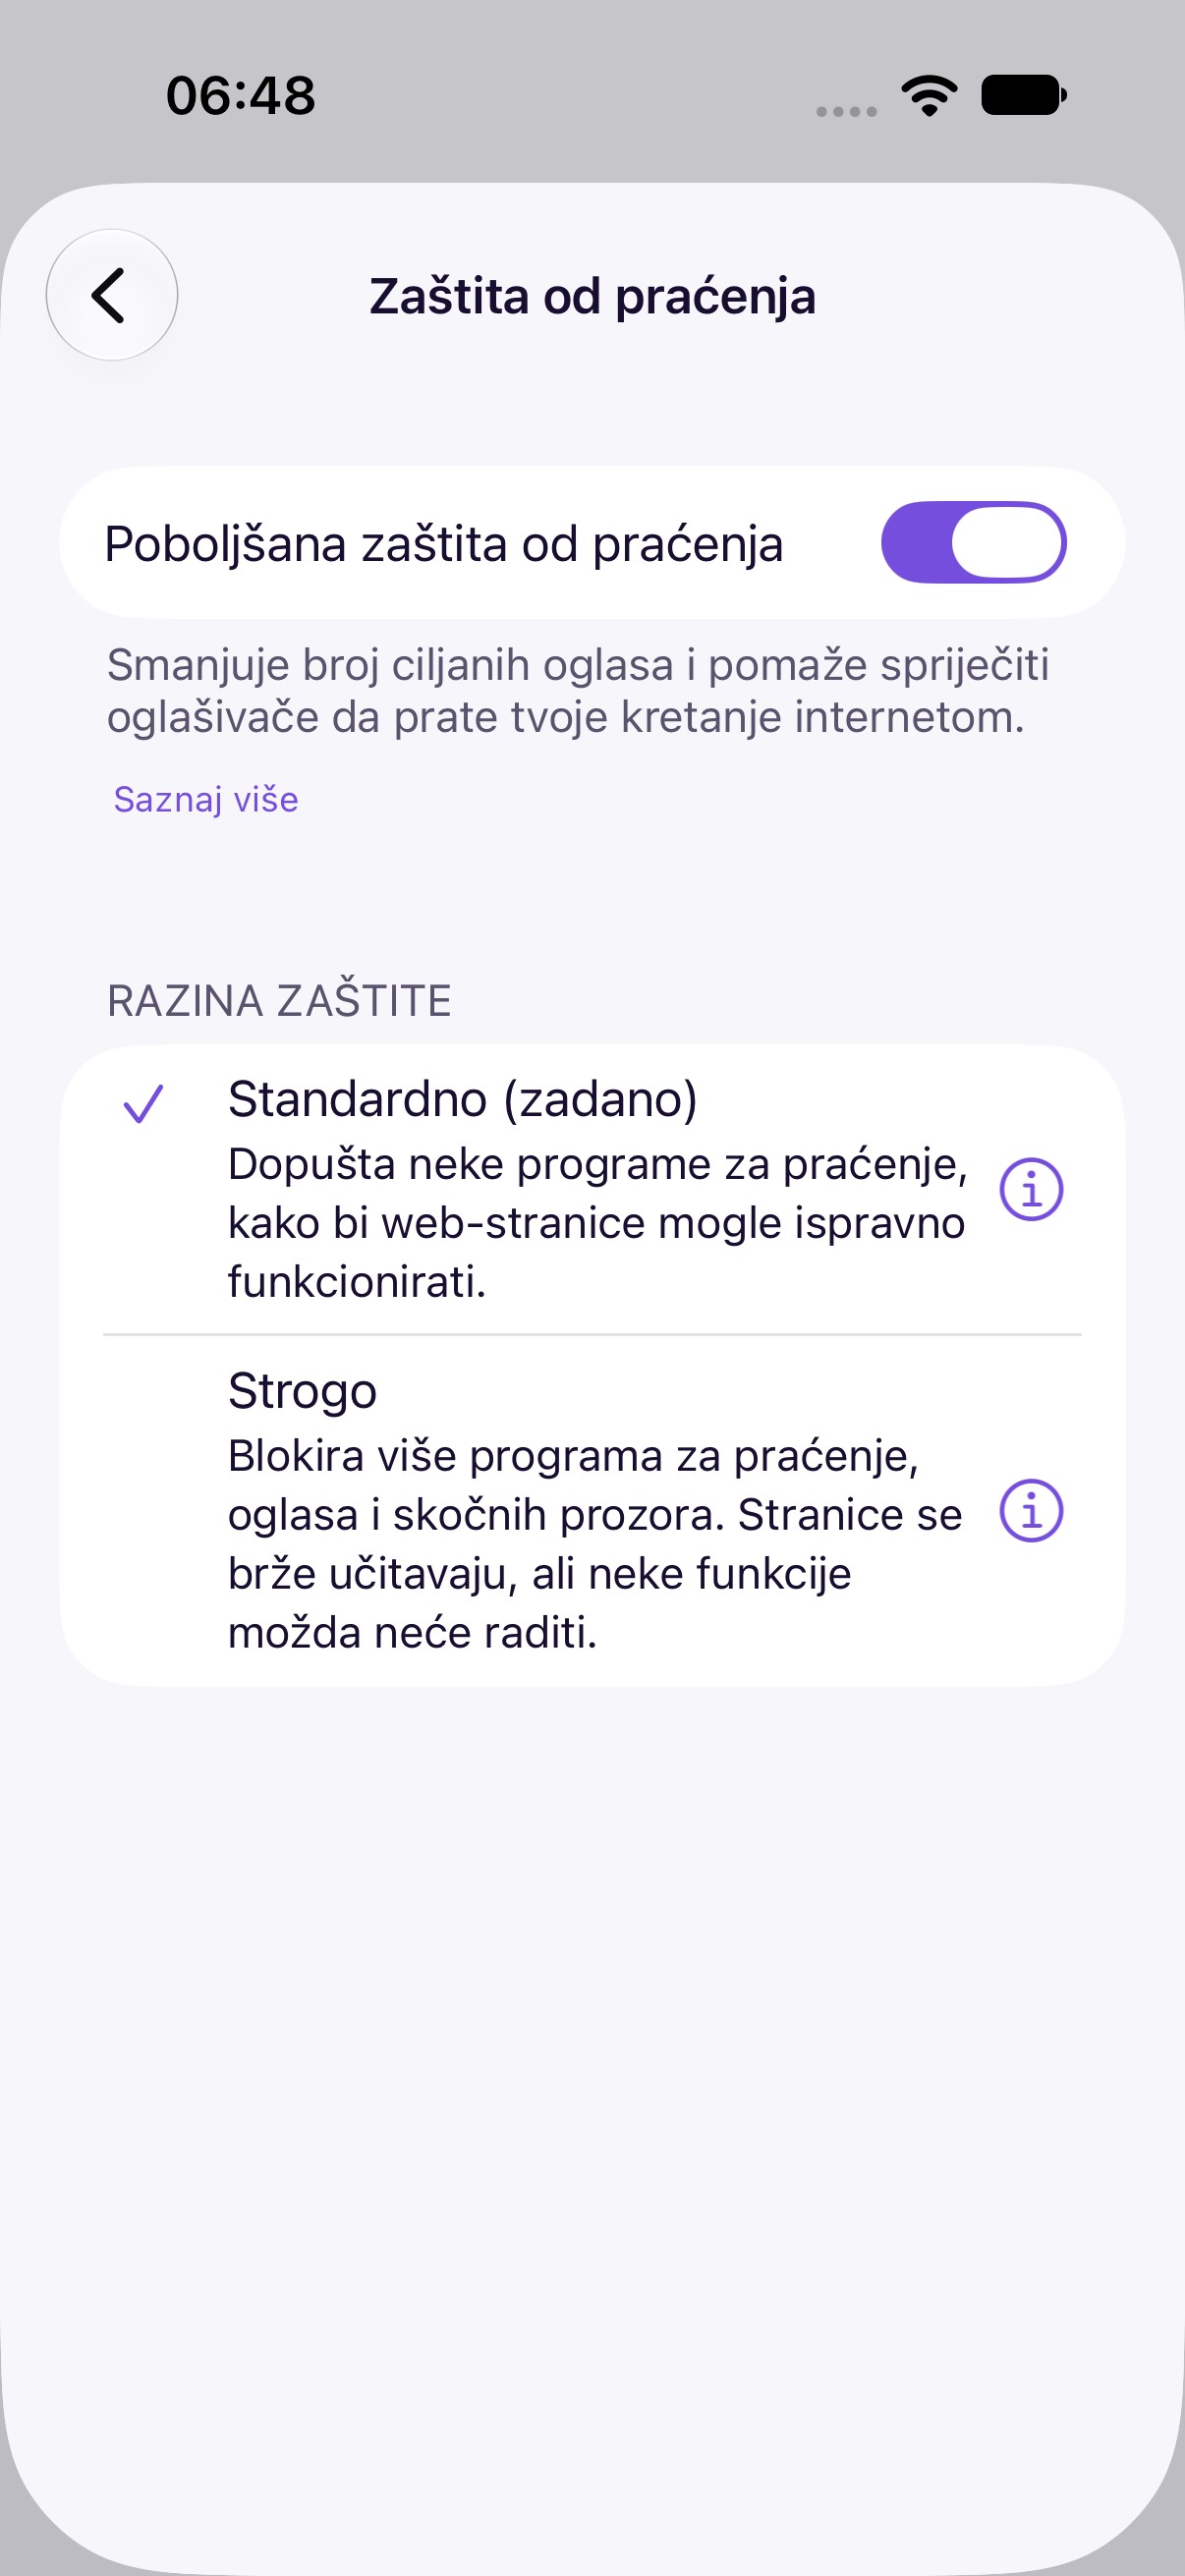 06:48
Zaštita od praćenja
Poboljšana zaštita od praćenja
Smanjuje broj ciljanih oglasa i pomaže spriječiti
oglašivače da prate tvoje kretanje internetom.
Saznaj više
RAZINA ZAŠTITE
Standardno (zadano)
Dopušta neke programe za praćenje,
kako bi web-stranice mogle ispravno
funkcionirati.
Strogo
Blokira više programa za praćenje,
oglasa i skočnih prozora. Stranice se
brže učitavaju, ali neke funkcije
možda neće raditi.